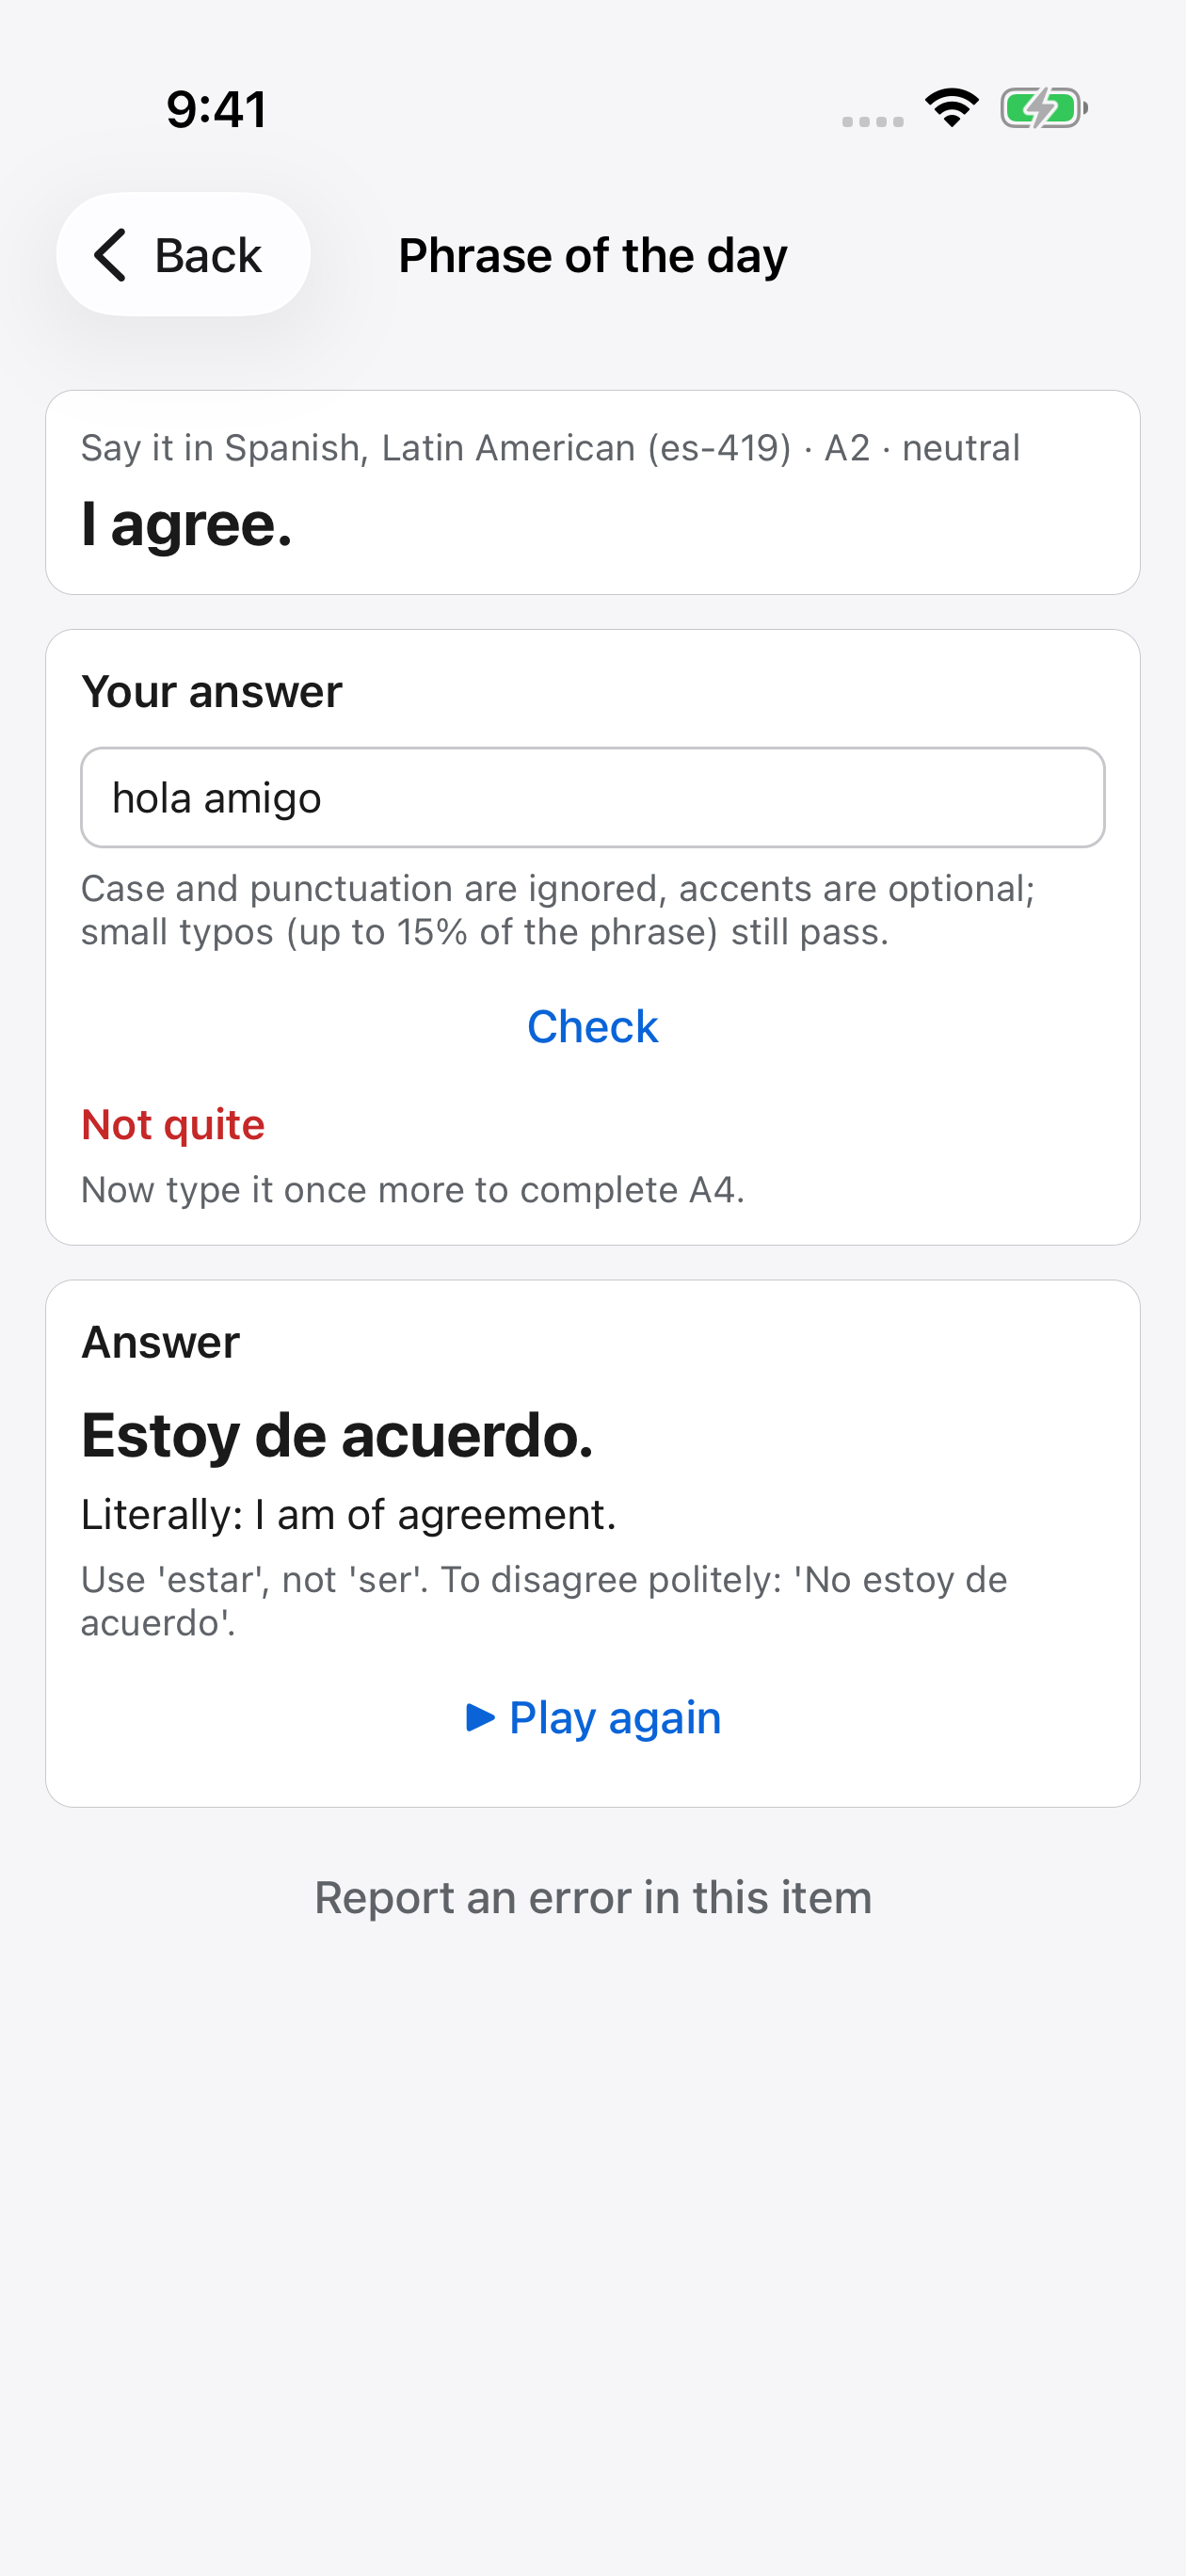 9:41
Back
Phrase of the day
Say it in Spanish, Latin American (es-419) · A2 · neutral
I agree.
Your answer
hola amigo
Case and punctuation are ignored, accents are optional;
small typos (up to 15% of the phrase) still pass.
Check
Not quite
Now type it once more to complete A4.
Answer
Estoy de acuerdo.
Literally: I am of agreement.
Use 'estar', not 'ser'. To disagree politely: 'No estoy de
acuerdo'.
Play again
Report an error in this item